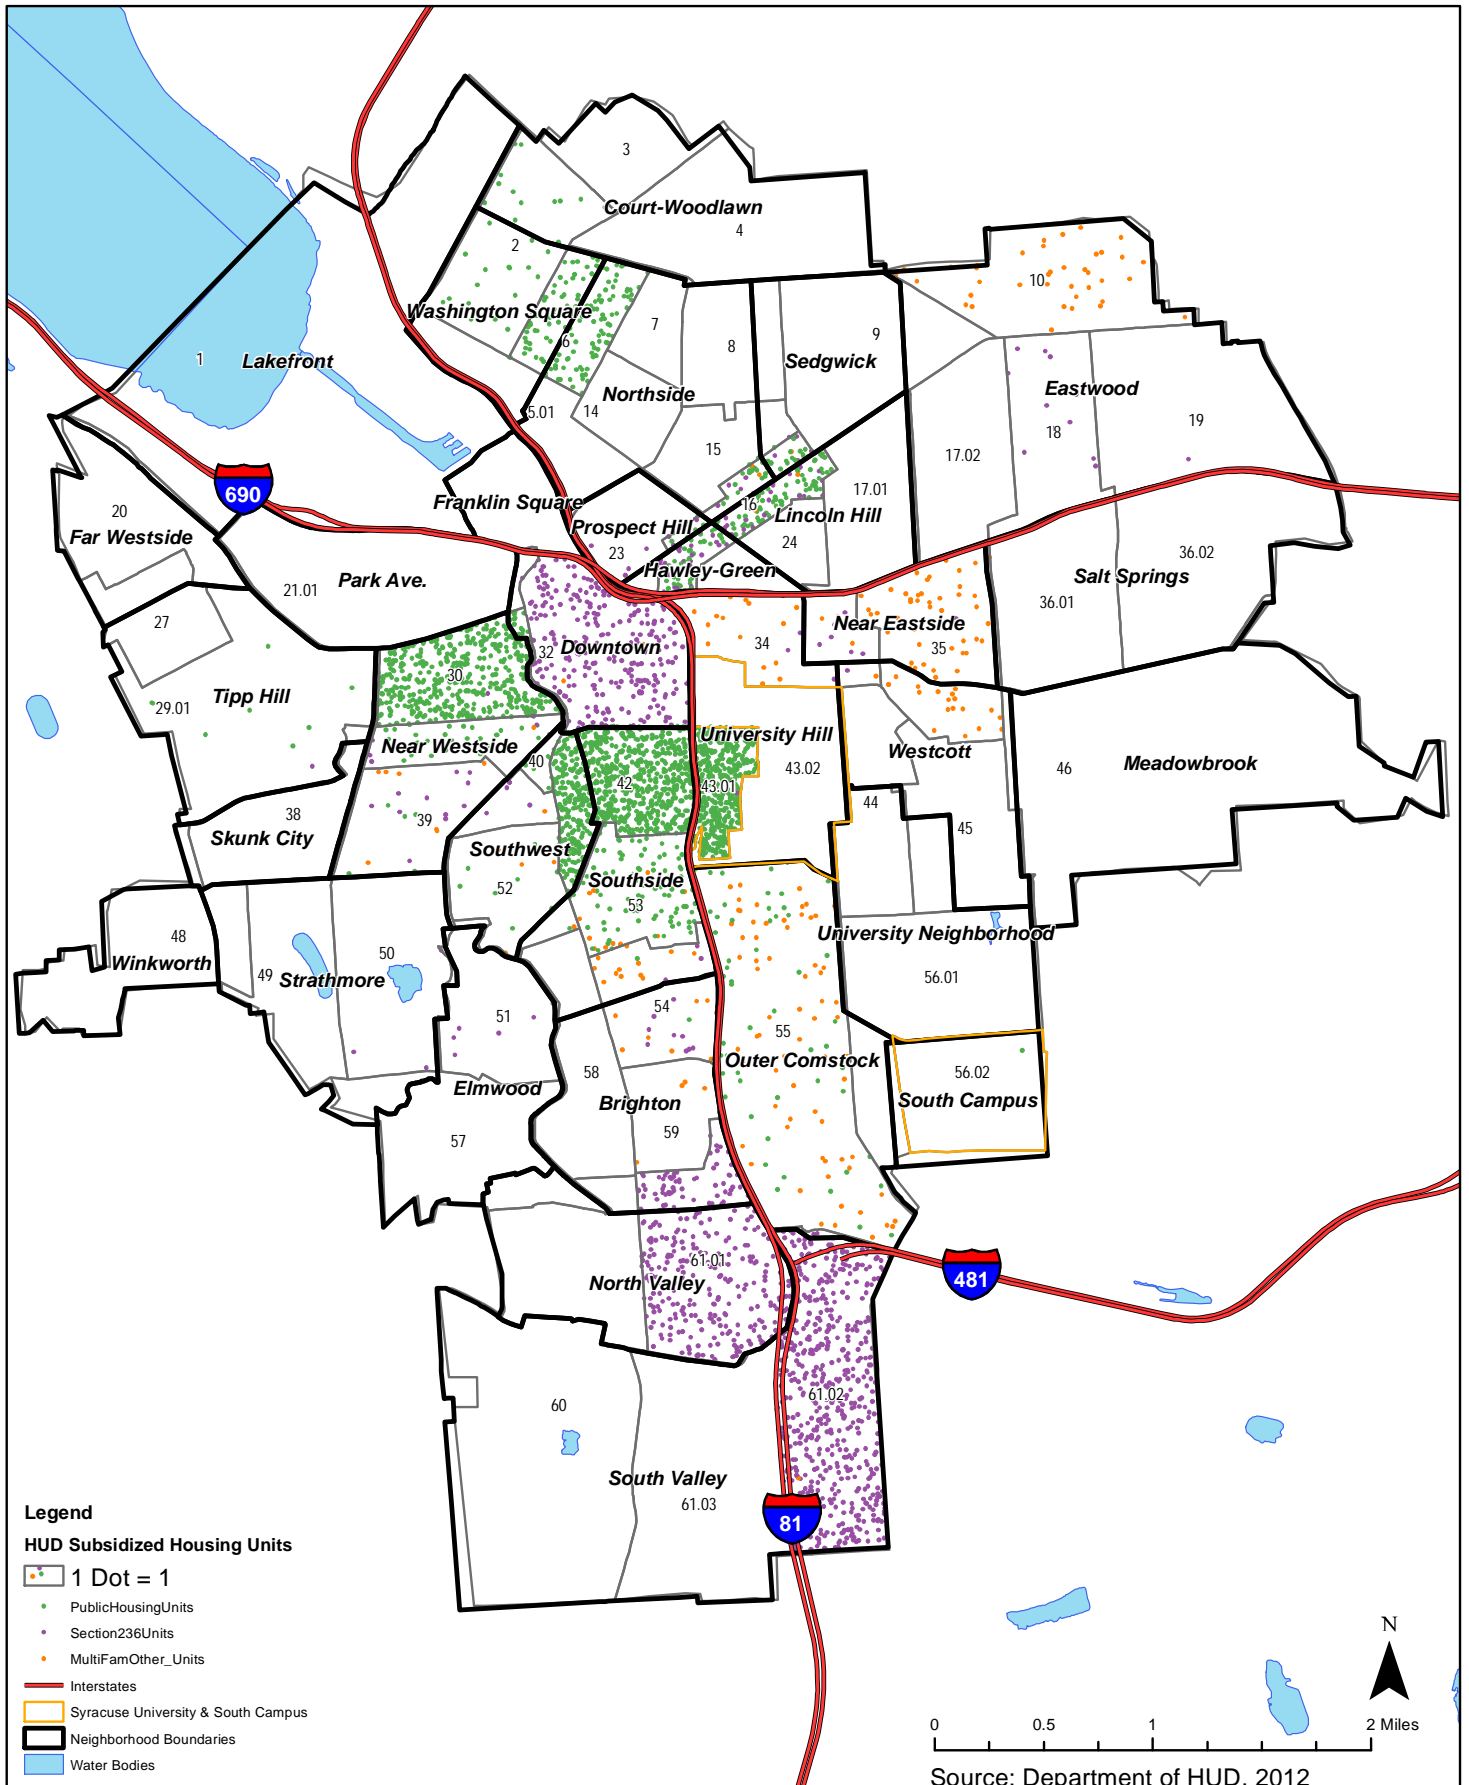 3
Court-Woodlawn
4
2
10
Washington Square
7
6
8
9
Sedgwick
1
Lakefront
Northside
Eastwood
5.01
14
18
19
15
17.02
690
20
Far Westside
Franklin Square
Prospect Hill
16
17.01
Lincoln Hill
23
24
36.02
Hawley-Green
Park Ave.
21.01
Salt Springs
36.01
27
Near Eastside
32
Downtown
34
35
30
Tipp Hill
29.01
Near Westside
University Hill
Westcott
40
43.02
46
Meadowbrook
42
43.01
44
38
39
45
Skunk City
Southwest
52
Southside
53
University Neighborhood
48
Winkworth
50
49
Strathmore
56.01
51
54
55
Outer Comstock
58
56.02
Elmwood
Brighton
South Campus
59
57
61.01
North Valley
481
61.02
60
South Valley
61.03
81
Legend
HUD Subsidized Housing Units
1 Dot = 1
PublicHousingUnits
Section236Units
MultiFamOther_Units
Interstates
Syracuse University & South Campus
Neighborhood Boundaries
Water Bodies
N
0 0.5 1 2 Miles
Source: Department of HUD, 2012